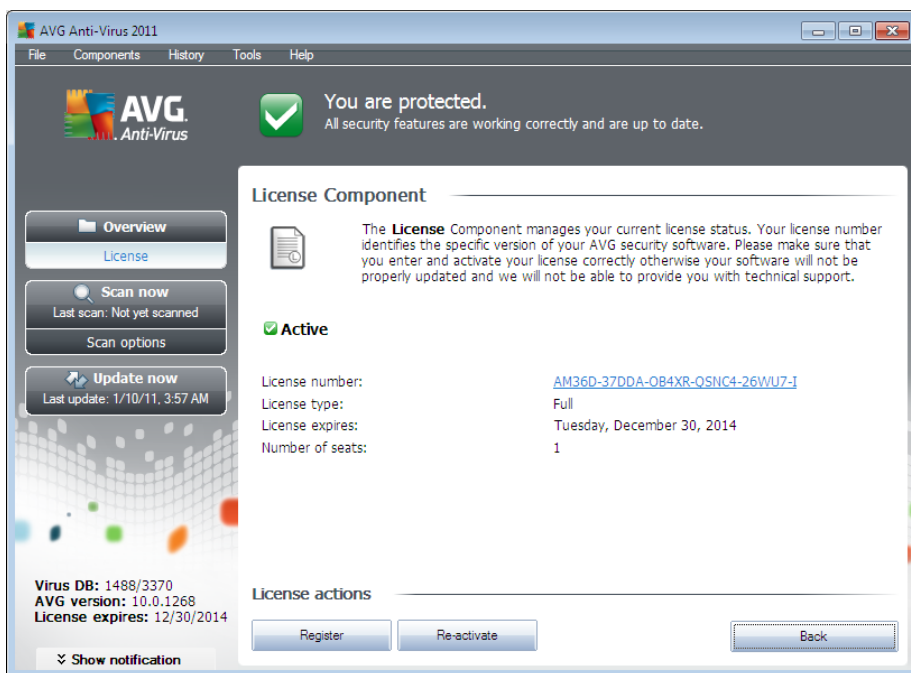 AVG Anti-Virus 2011
File Components History Tools Help
AVG.
Anti-Virus
You are protected.
All security features are working correctly and are up to date.
Overview
License
Scan now
Last scan: Not yet scanned
Scan options
Update now
Last update: 1/10/11, 3:57 AM
Virus DB: 1488/3370
AVG version: 10.0.1268
License expires: 12/30/2014
Show notification
License Component
The License Component manages your current license status. Your license number
identifies the specific version of your AVG security software. Please make sure that
you enter and activate your license correctly otherwise your software will not be
properly updated and we will not be able to provide you with technical support.
Active
License number: AM36D-37DDA-OB4XR-QSNC4-26WU7-I
License type: Full
License expires: Tuesday, December 30, 2014
Number of seats: 1
License actions
Register Re-activate Back